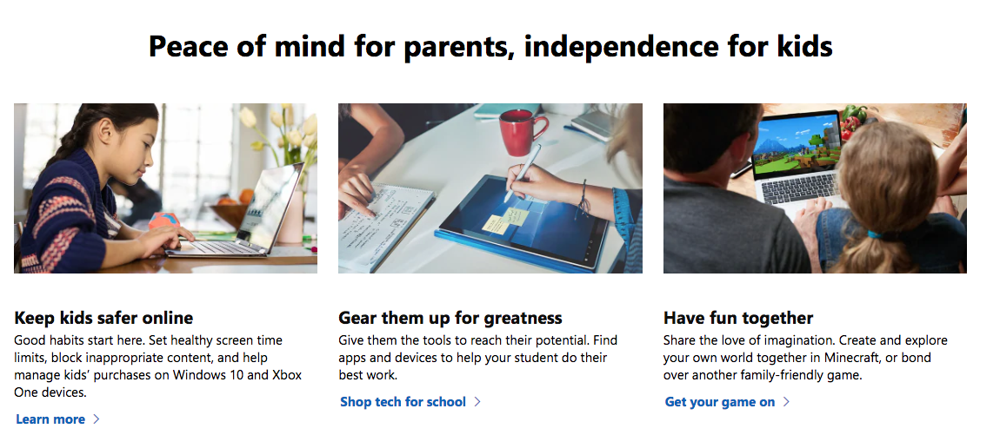 Peace of mind for parents, independence for kids
Keep kids safer online
Good habits start here. Set healthy screen time
limits, block inappropriate content, and help
manage kids’ purchases on Windows 10 and Xbox
One devices.
Learn more
Gear them up for greatness
Give them the tools to reach their potential. Find
apps and devices to help your student do their
best work.
Shop tech for school
Have fun together
Share the love of imagination. Create and explore
your own world together in Minecraft, or bond
over another family-friendly game.
Get your game on